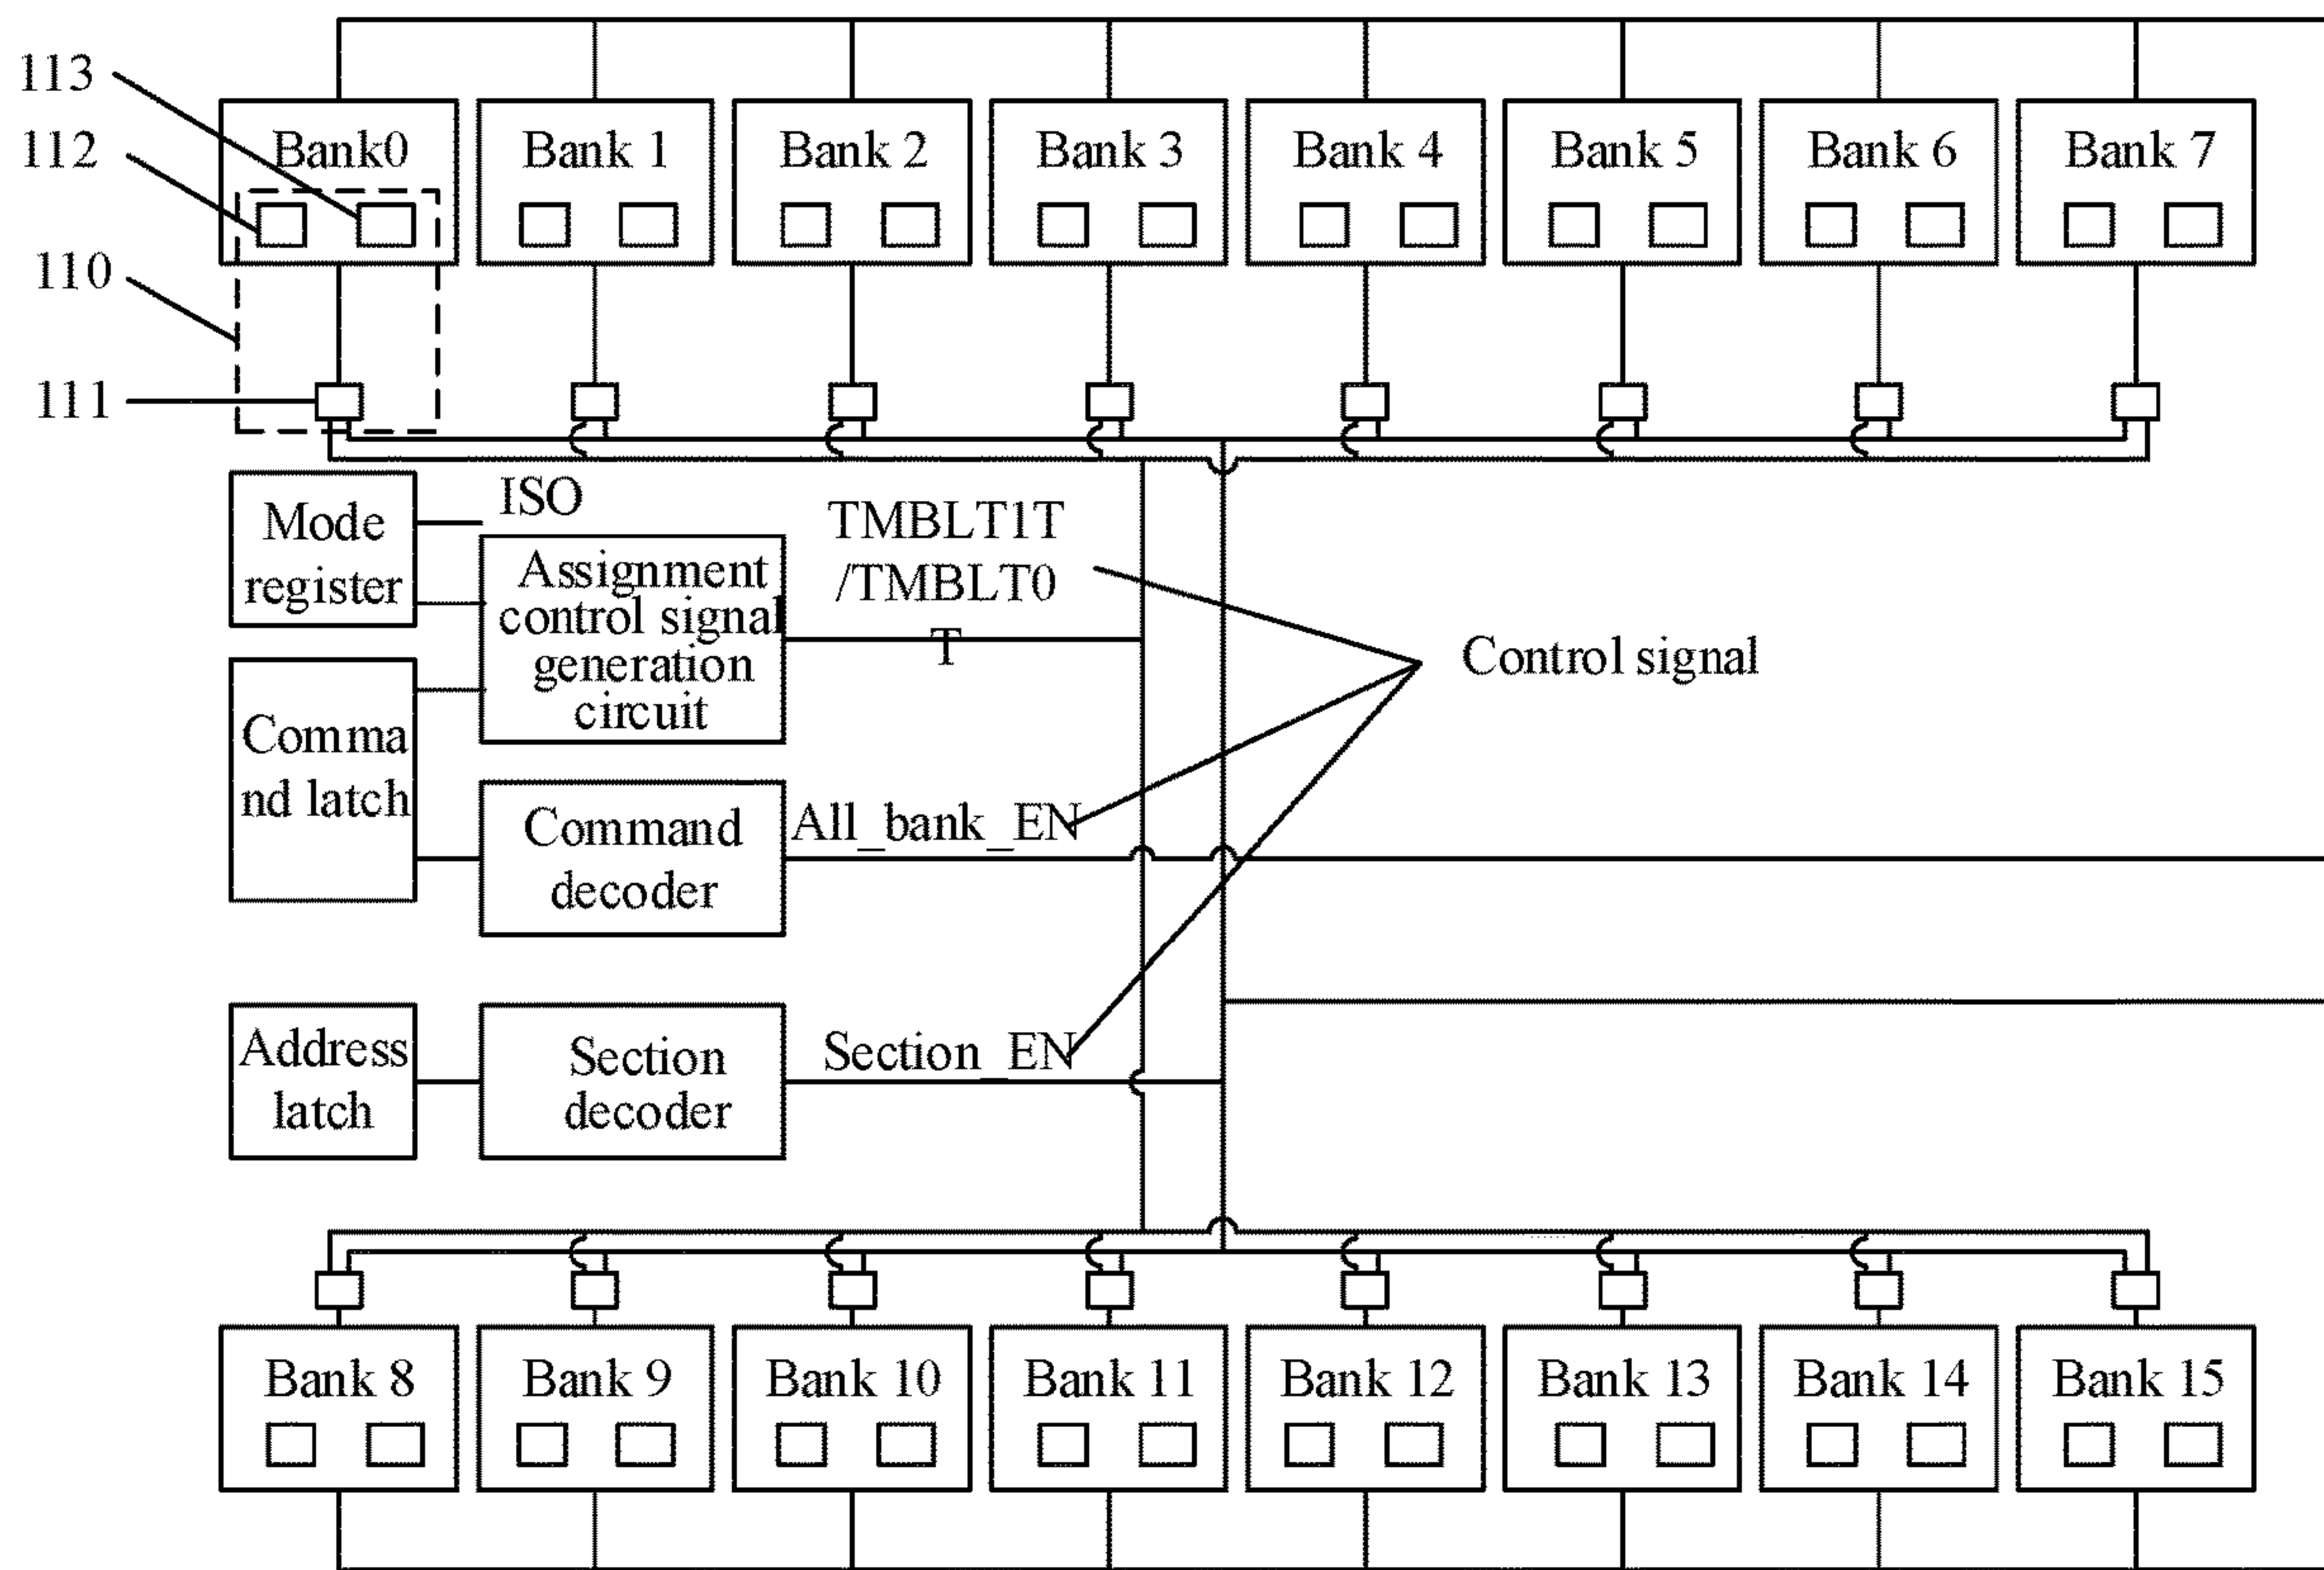 113
112
110
111
Bank0
Bank 1
Bank 2
Bank 3
Bank 4
Bank 5
Bank 6
Bank 7
Mode
register
ISO
Assignment
control signal
generation
circuit
TMBLT1T
/TMBLT0
T
Control signal
Comma
nd latch
Command
decoder
All_bank_EN
Address
latch
Section
decoder
Section_EN
Bank 8
Bank 9
Bank 10
Bank 11
Bank 12
Bank 13
Bank 14
Bank 15